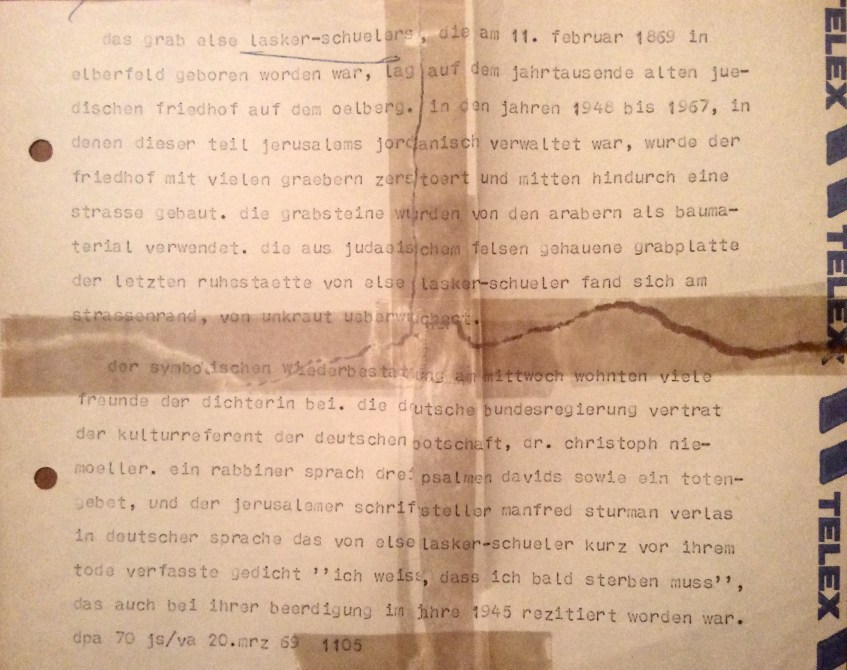 das grab else lasker-schuelers, die am 11. februar 1869 in
elberfeld geboren worden war, lag auf dem jahrtausende alten jue-
dischen friedhof auf dem oelberg. in den jahren 1948 bis 1967, in
denen dieser teil jerusalems jordanisch verwaltet war, wurde der
friedhof mit vielen graebern zerstoert und mitten hindurch eine
strasse gebaut. die grabsteine wurden von den arabern als bauma-
terial verwendet. die aus judaeischem felsen gehauene grabplatte
der letzten ruhestaette von else lasker-schueler fand sich am
strassenrand, von unkraut ueberwuchert.
der symbolischen wiederbestattung am mittwoch wohnten viele
freunde der dichterin bei. die deutsche bundesregierung vertrat
der kulturreferent der deutschen botschaft, dr. christoph nie-
moeller. ein rabbiner sprach drei psalmen davids sowie ein toten-
gebet, und der jerusalemer schriftsteller manfred sturman verlas
in deutscher sprache das von else lasker-schueler kurz vor ihrem
tode verfasste gedicht ''ich weiss, dass ich bald sterben muss'',
das auch bei ihrer beerdigung im jahre 1945 rezitiert worden war.
dpa 70 js/va 20.mrz 69 1105
TELEX
TELEX
TELEX